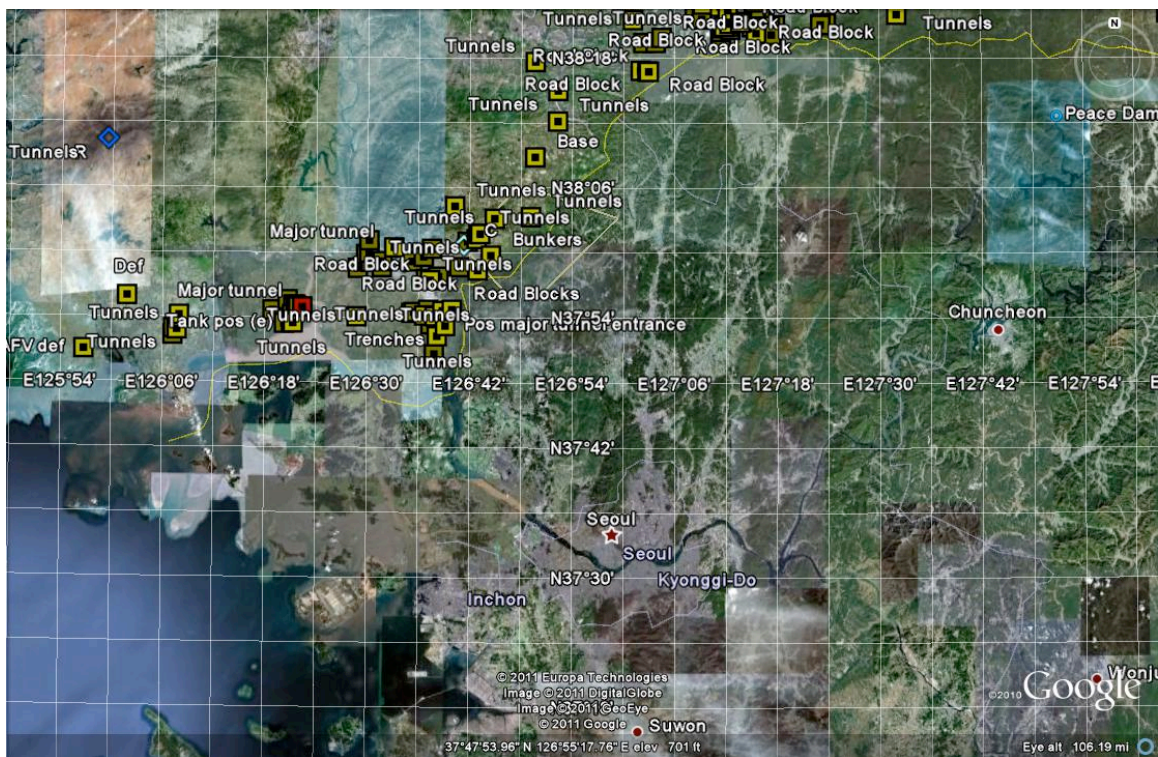 Tunnels
Tunnels
Road Block
Road Block
Tunnels
Tunnels
Road Block
Road Block
N38°18'
Road Block
Road Block
Tunnels
Tunnels
Peace Dam
Base
TunnelsR
N38°06'
Tunnels
Tunnels
Tunnels
Tunnels
Major tunnel
C
Bunkers
Tunnels
Road Block
Tunnels
Def
Road Block
Road Blocks
Major tunnel
Tunnels
Tunnels
Tunnels
Tunnels
N37°54'
Chuncheon
Tank pos (e)
Pos major tunnel entrance
AFV def
Tunnels
Tunnels
Trenches
Tunnels
E125°54'
E126°06'
E126°18'
E126°30'
E126°42'
E126°54'
E127°06'
E127°18'
E127°30'
E127°42'
E127°54'
N37°42'
Seoul
Seoul
N37°30'
Kyonggi-Do
Inchon
© 2011 Europa Technologies
Image © 2011 DigitalGlobe
Image © 2011 GeoEye
© 2011 Google
©2010 Google
Wonju
Suwon
37°47'53.96" N 126°55'17.76" E elev 701 ft
Eye alt 106.19 mi
N